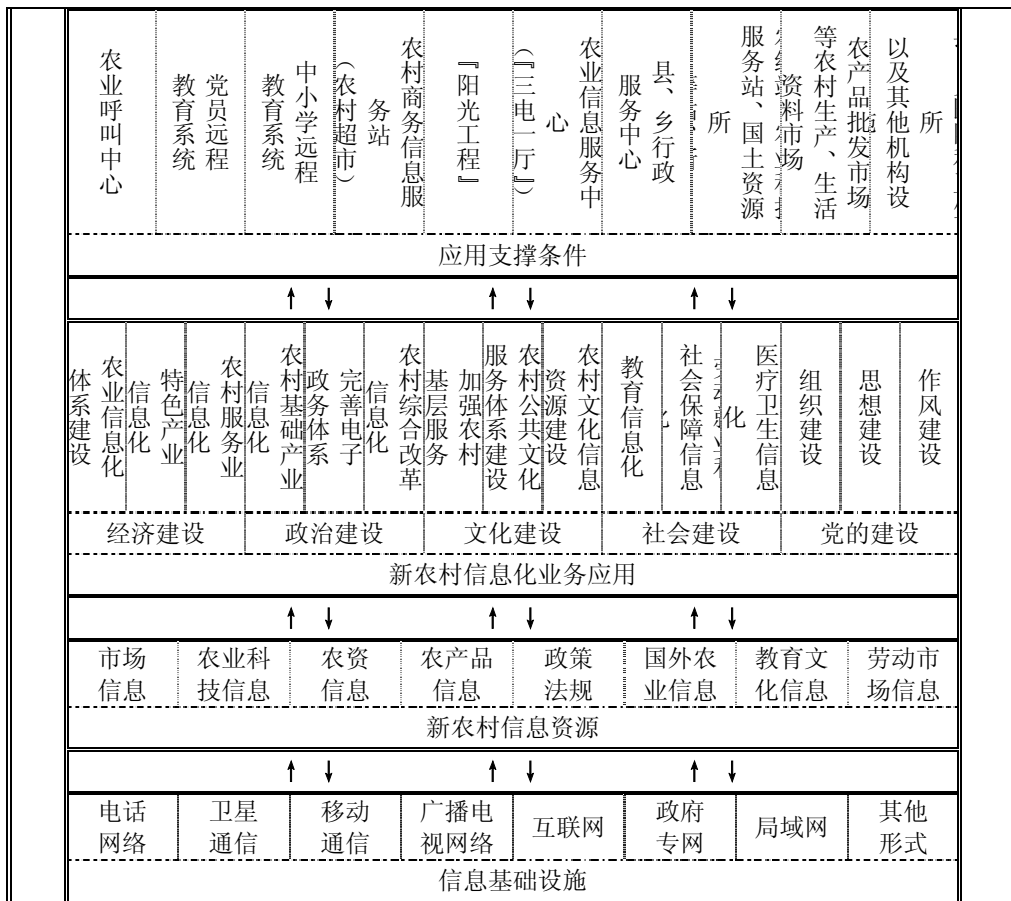 农业呼叫中心
党员远程
教育系统
中小学远程
教育系统
农村商务信息服
务站
（农村超市）
『阳光工程』
农业信息服务中
心
（『三电一厅』）
县、乡行政
服务中心
服务站、国土资源
所
农产品批发市场
等农村生产、生活
资料市场
所
以及其他机构设
应用支撑条件
↑ ↓ ↑ ↓ ↑ ↓
农业信息化
体系建设
特色产业
信息化
农村服务业
信息化
农村基础产业
信息化
完善电子
政务体系
农村综合改革
信息化
加强农村
基层服务
农村公共文化
服务体系建设
农村文化信息
资源建设
教育信息化
社会保障信息
医疗卫生信息
化
组织建设
思想建设
作风建设
经济建设 政治建设 文化建设 社会建设 党的建设
新农村信息化业务应用
↑ ↓ ↑ ↓ ↑ ↓
市场 农业科 农资 农产品 政策 国外农 教育文 劳动市
信息 技信息 信息 信息 法规 业信息 化信息 场信息
新农村信息资源
↑ ↓ ↑ ↓ ↑ ↓
电话 卫星 移动 广播电 互联网 政府 局域网 其他
网络 通信 通信 视网络 专网 形式
信息基础设施